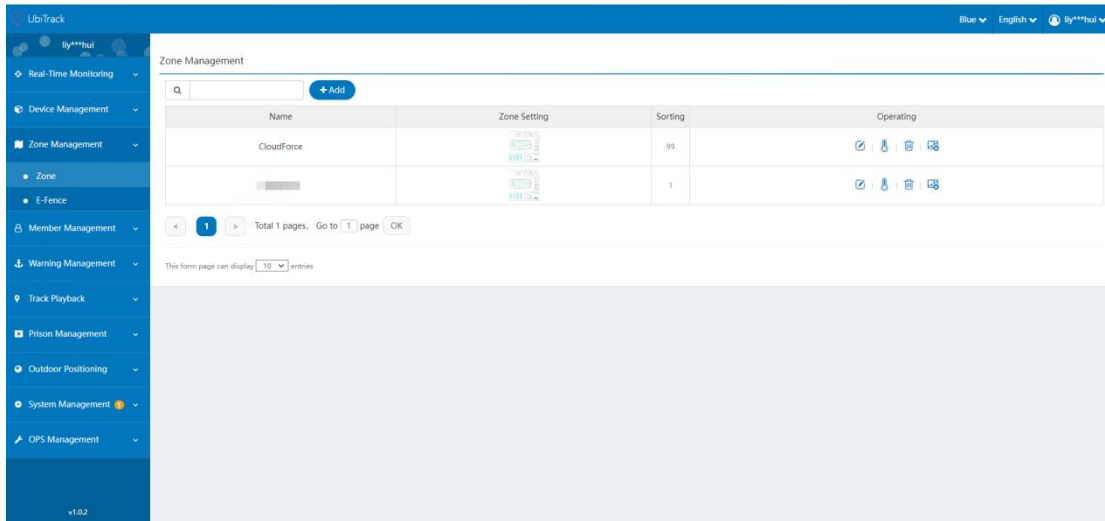 UbiTrack
Blue English liy***hui
liy***hui
Real-Time Monitoring
Device Management
Zone Management
Zone
E-Fence
Member Management
Warning Management
Track Playback
Prison Management
Outdoor Positioning
System Management 1
OPS Management
v1.0.2
Zone Management
+ Add
Name Zone Setting Sorting Operating
CloudForce 99
1
< 1 > Total 1 pages, Go to 1 page OK
This form page can display 10 entries